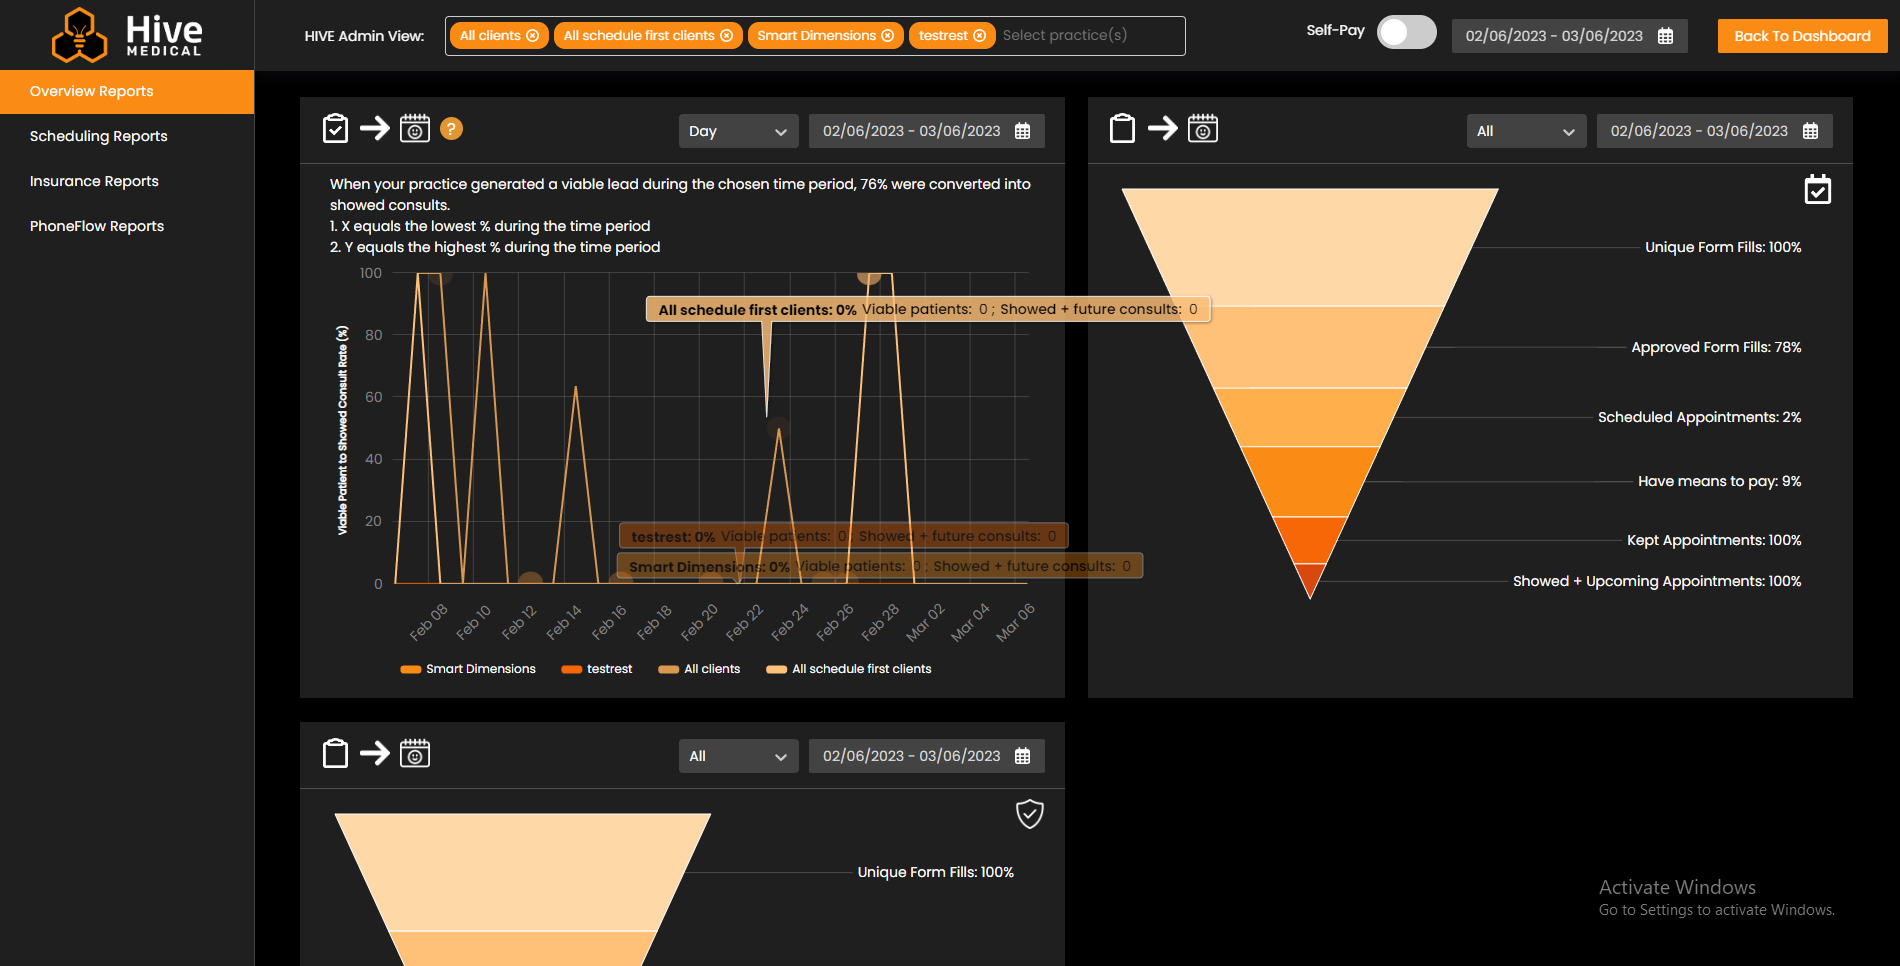 Hive
MEDICAL
HIVE Admin View:
All clients
All schedule first clients
Smart Dimensions
testrest
Select practice(s)
Self-Pay
02/06/2023 - 03/06/2023
Back To Dashboard
Overview Reports
Scheduling Reports
Insurance Reports
PhoneFlow Reports
?
Day
02/06/2023 - 03/06/2023
When your practice generated a viable lead during the chosen time period, 76% were converted into
showed consults.
1. X equals the lowest % during the time period
2. Y equals the highest % during the time period
Viable Patient to Showed Consult Rate (%)
100
80
60
40
20
0
All schedule first clients: 0% Viable patients: 0 ; Showed + future consults: 0
testrest: 0% Viable patients: 0 ; Showed + future consults: 0
Smart Dimensions: 0% Viable patients: 0 ; Showed + future consults: 0
Feb 08
Feb 10
Feb 12
Feb 14
Feb 16
Feb 18
Feb 20
Feb 22
Feb 24
Feb 26
Feb 28
Mar 02
Mar 04
Mar 06
Smart Dimensions
testrest
All clients
All schedule first clients
All
02/06/2023 - 03/06/2023
Unique Form Fills: 100%
Approved Form Fills: 78%
Scheduled Appointments: 2%
Have means to pay: 9%
Kept Appointments: 100%
Showed + Upcoming Appointments: 100%
All
02/06/2023 - 03/06/2023
Unique Form Fills: 100%
Activate Windows
Go to Settings to activate Windows.